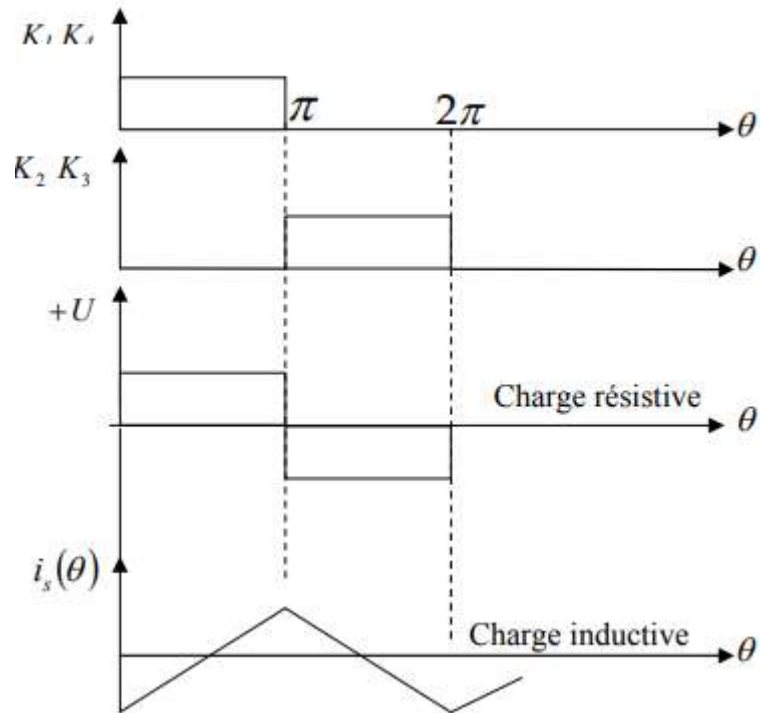 K₁ K₄
π 2π θ
K₂ K₃
θ
+U
Charge résistive θ
iₛ(θ)
Charge inductive θ